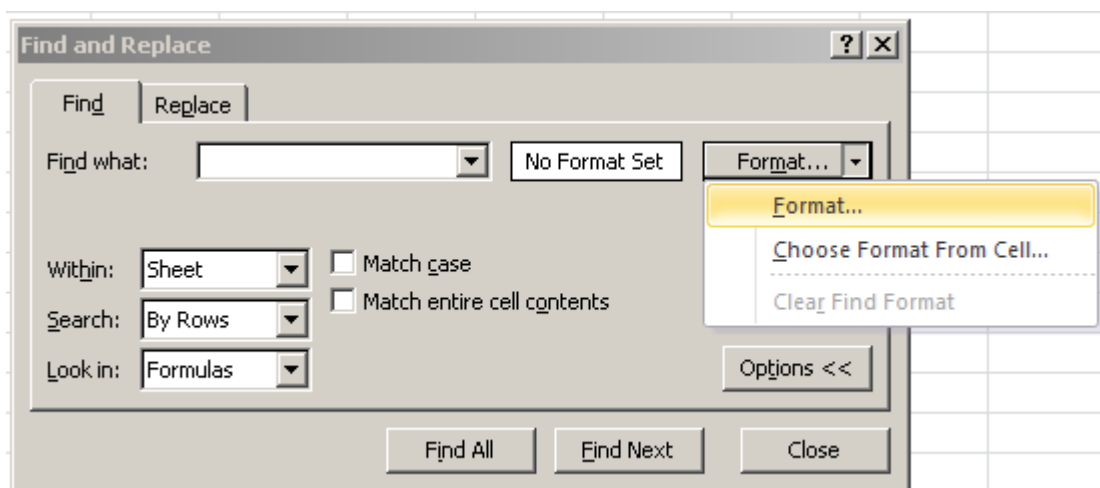 Find and Replace
Find Replace
Find what: No Format Set Format...
Format...
Choose Format From Cell...
Clear Find Format
Within: Sheet Match case
Match entire cell contents
Search: By Rows
Look in: Formulas Options <<
Find All Find Next Close